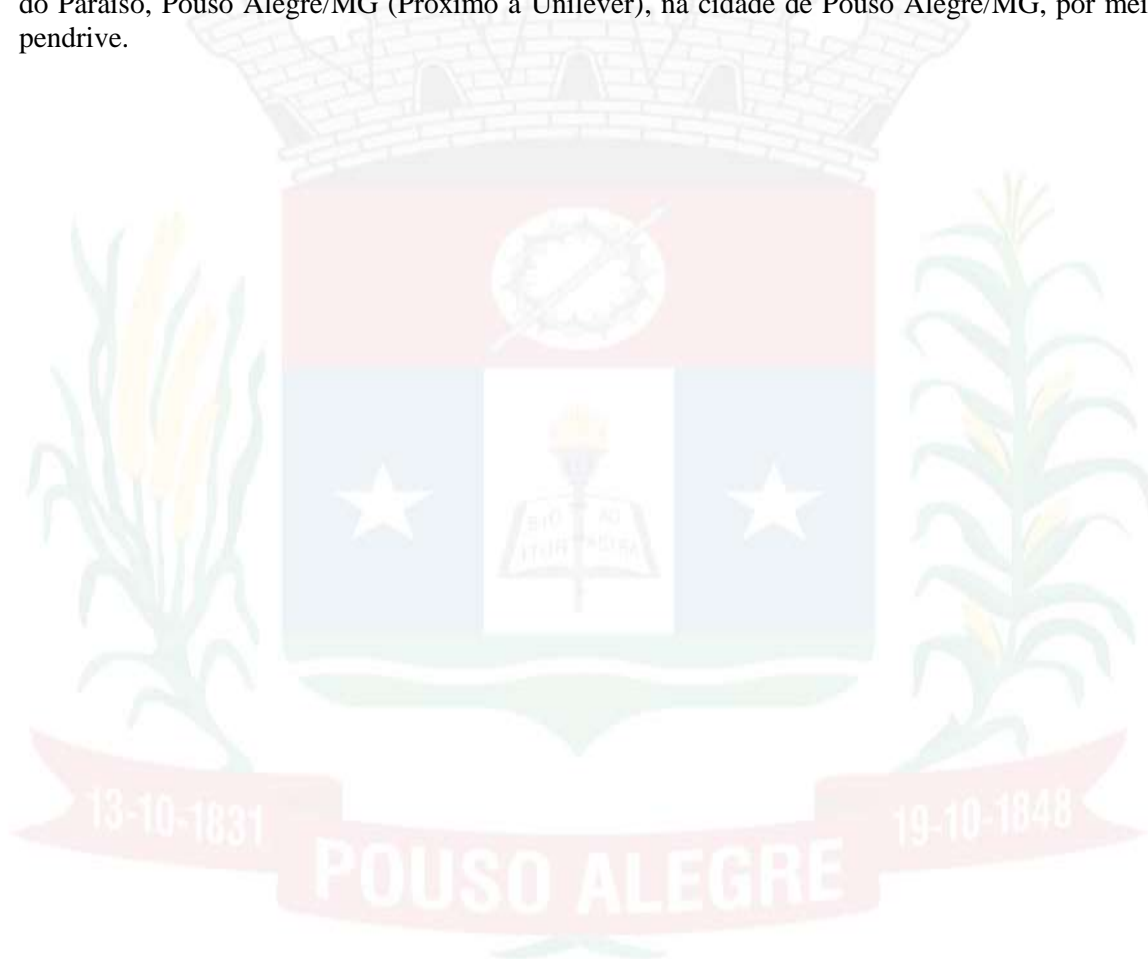 do Paraíso, Pouso Alegre/MG (Próximo a Unilever), na cidade de Pouso Alegre/MG, por mei
pendrive.
13-10-1831
19-10-1848
POUSO ALEGRE